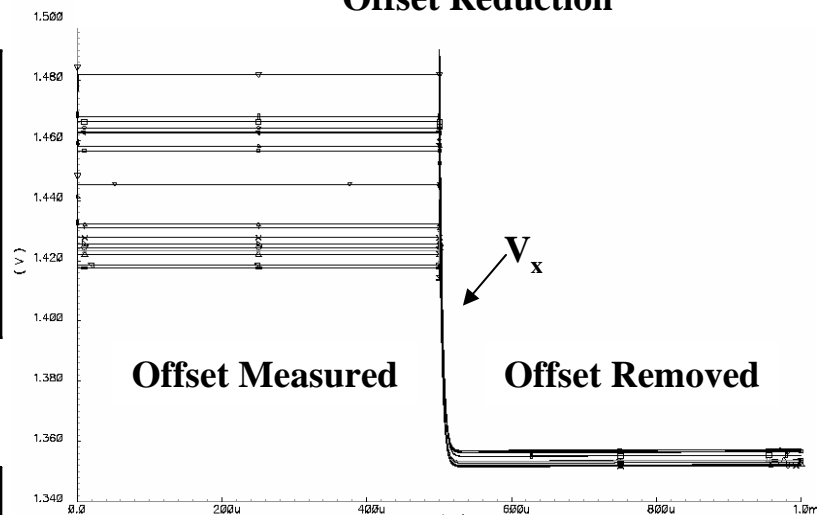 Offset Reduction
1.500
1.480
1.460
1.440
1.420
(V)
1.400
1.380
1.360
1.340
Vx
Offset Measured
Offset Removed
0.0 200u 400u 600u 800u 1.0m